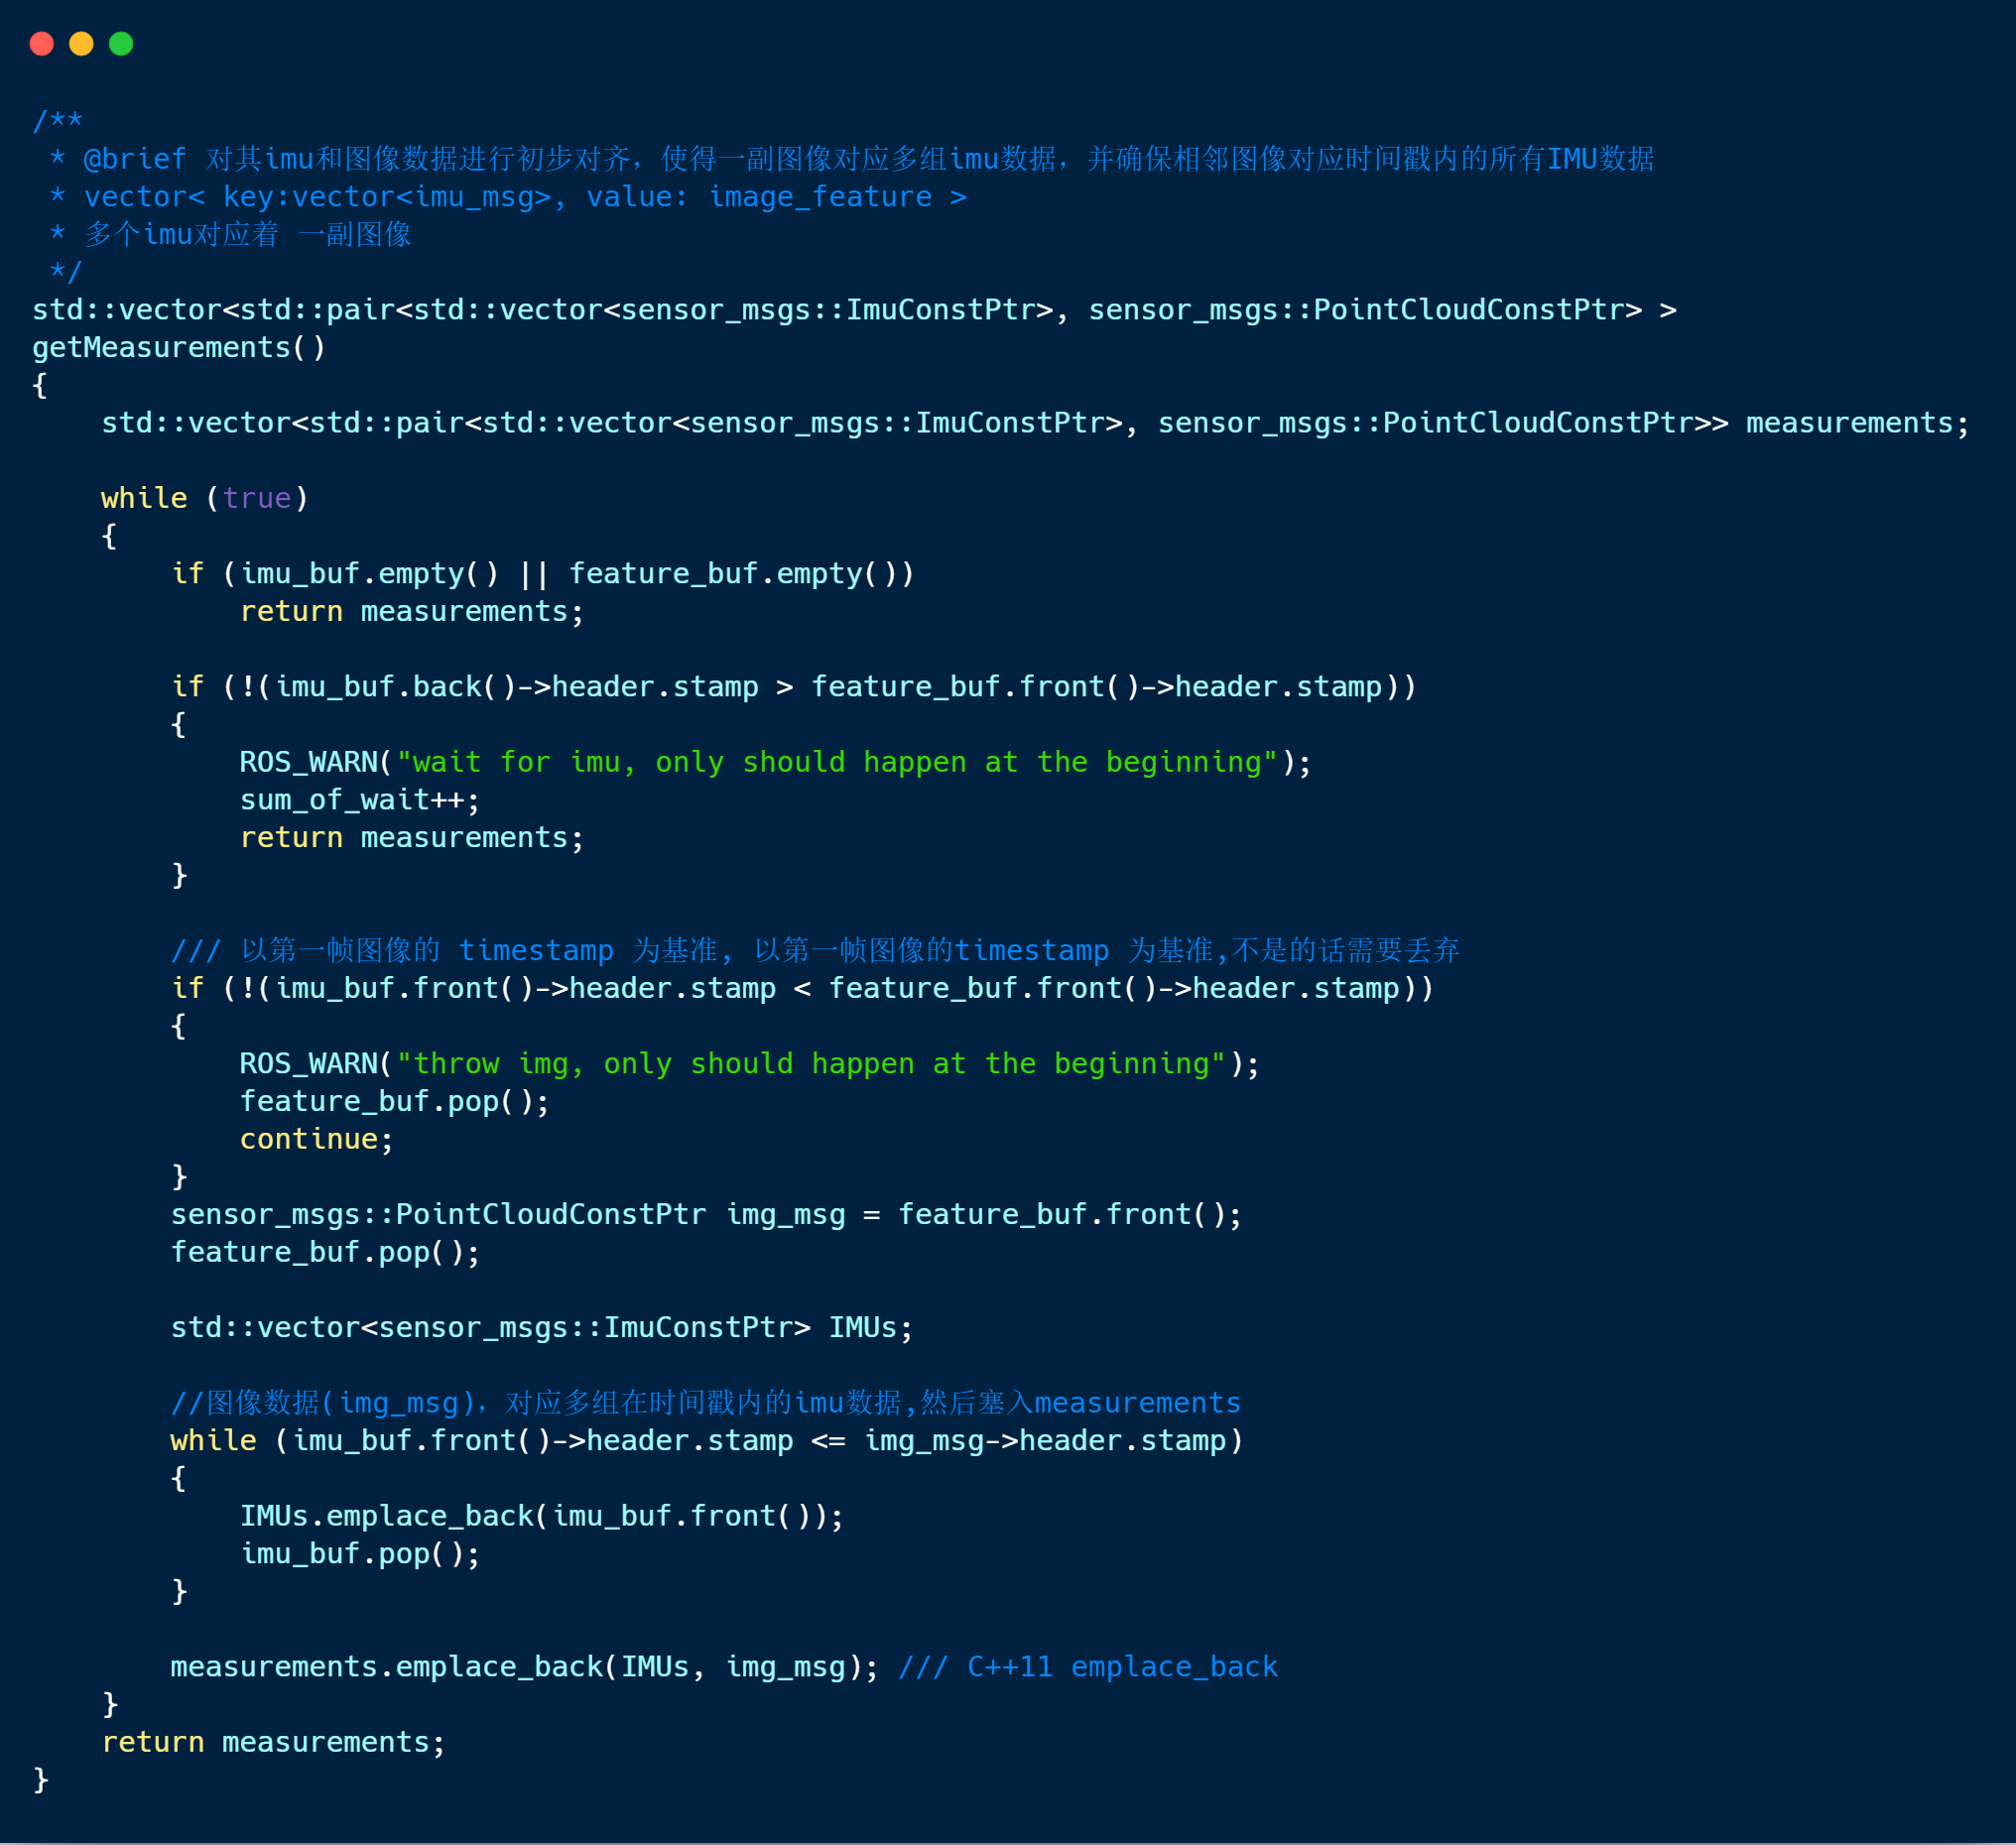 /**
 * @brief 对其imu和图像数据进行初步对齐，使得一副图像对应多组imu数据，并确保相邻图像对应时间戳内的所有IMU数据
 * vector< key:vector<imu_msg>, value: image_feature >
 * 多个imu对应着 一副图像
 */
std::vector<std::pair<std::vector<sensor_msgs::ImuConstPtr>, sensor_msgs::PointCloudConstPtr> >
getMeasurements()
{
    std::vector<std::pair<std::vector<sensor_msgs::ImuConstPtr>, sensor_msgs::PointCloudConstPtr>> measurements;

    while (true)
    {
        if (imu_buf.empty() || feature_buf.empty())
            return measurements;

        if (!(imu_buf.back()->header.stamp > feature_buf.front()->header.stamp))
        {
            ROS_WARN("wait for imu, only should happen at the beginning");
            sum_of_wait++;
            return measurements;
        }

        /// 以第一帧图像的 timestamp 为基准, 以第一帧图像的timestamp 为基准,不是的话需要丢弃
        if (!(imu_buf.front()->header.stamp < feature_buf.front()->header.stamp))
        {
            ROS_WARN("throw img, only should happen at the beginning");
            feature_buf.pop();
            continue;
        }
        sensor_msgs::PointCloudConstPtr img_msg = feature_buf.front();
        feature_buf.pop();

        std::vector<sensor_msgs::ImuConstPtr> IMUs;

        //图像数据(img_msg)，对应多组在时间戳内的imu数据,然后塞入measurements
        while (imu_buf.front()->header.stamp <= img_msg->header.stamp)
        {
            IMUs.emplace_back(imu_buf.front());
            imu_buf.pop();
        }

        measurements.emplace_back(IMUs, img_msg); /// C++11 emplace_back
    }
    return measurements;
}